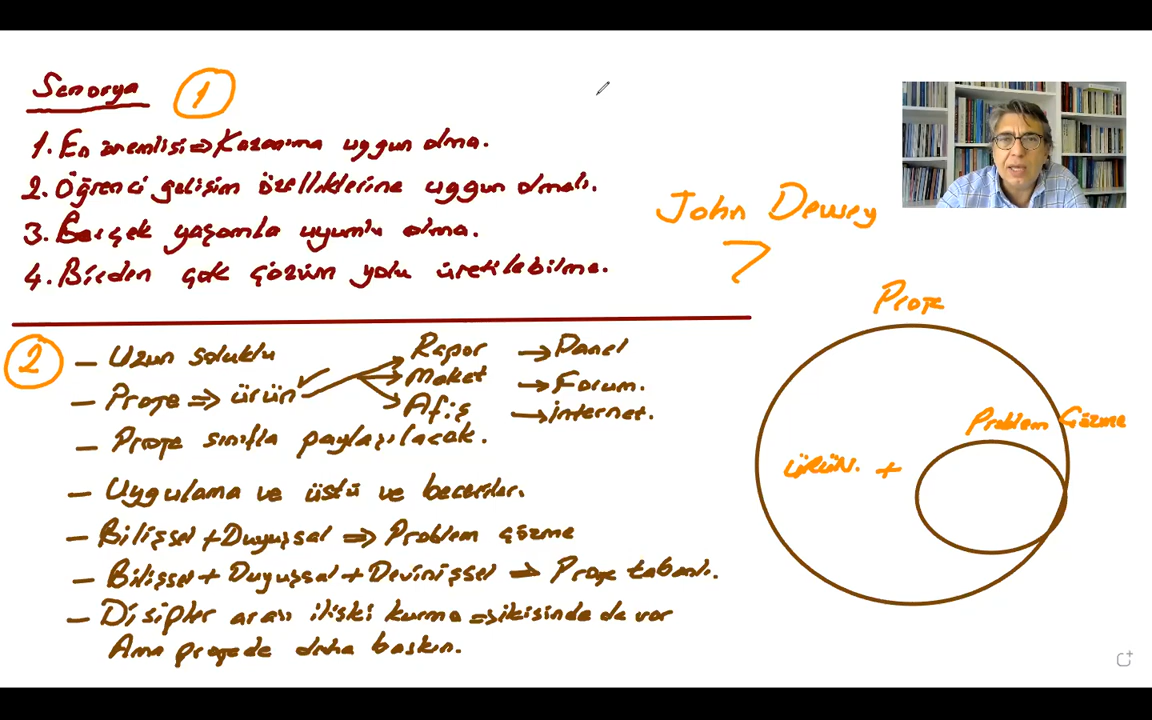 Senorya 1
1. En önemlisi => Kazanıma uygun olma.
2. Öğrenci gelişim özelliklerine uygun olmalı.
3. Gerçek yaşamla uyumlu olma.
4. Birden çok çözüm yolu üretilebilme.
John Dewey
2
- Uzun soluklu
- Proje => ürün
Rapor → Panel
Maket → Forum.
Afiş → internet.
- Proje sınıfla paylaşılacak.
- Uygulama ve üstü ve beceriler.
- Bilişsel + Duyuşsal => Problem çözme
- Bilişsel + Duyuşsal + Devinişsel => Proje tabanlı.
- Disipler arası ilişki kurma => ikisinde de var
Ama projede daha baskın.
Proje
Problem Çözme
ÜRÜN. +